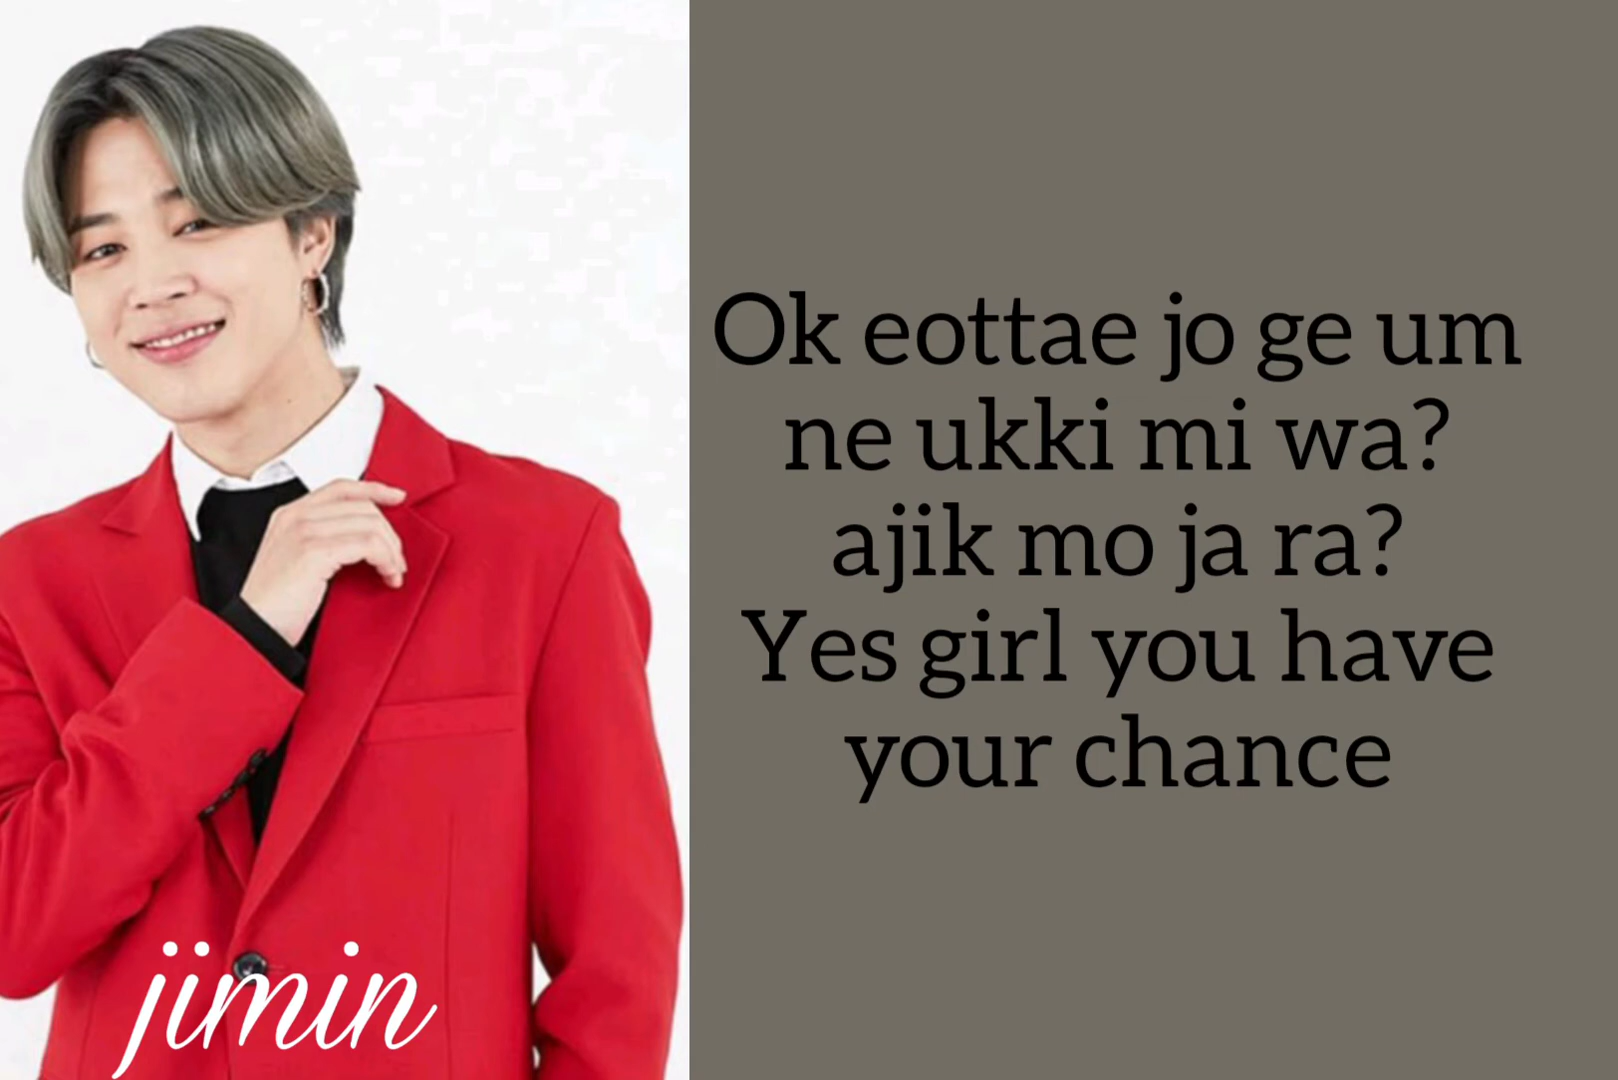 jimin
Ok eottae jo ge um
ne ukki mi wa?
ajik mo ja ra?
Yes girl you have
your chance